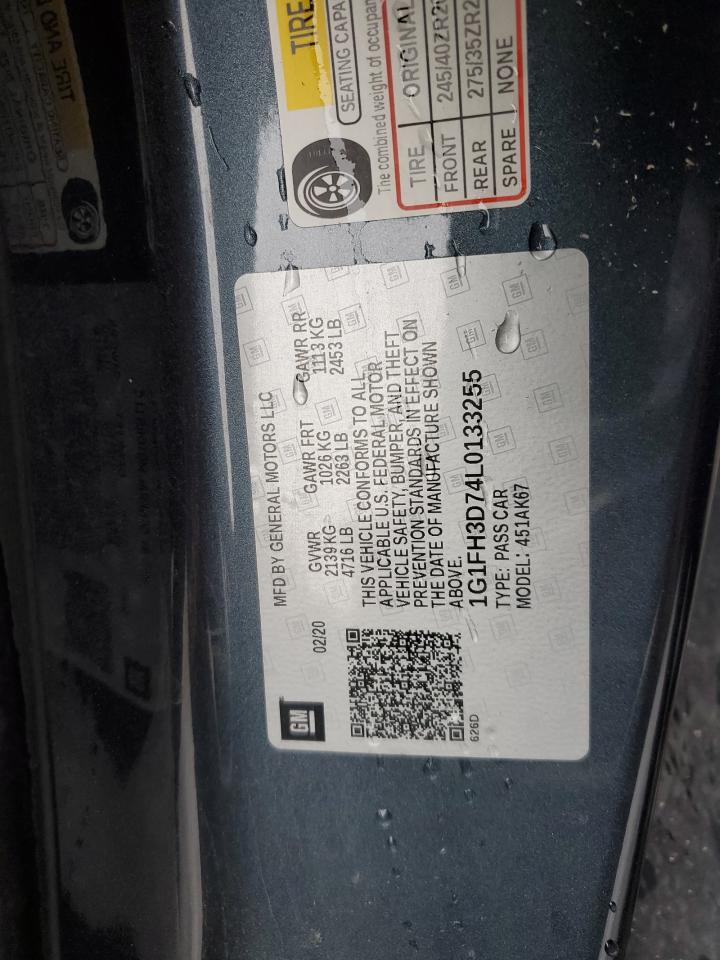 GM
MFD BY GENERAL MOTORS LLC
02/20
GVWR GAWR FRT GAWR RR
2139 KG 1026 KG 1113 KG
4716 LB 2263 LB 2453 LB
THIS VEHICLE CONFORMS TO ALL
APPLICABLE U.S. FEDERAL MOTOR
VEHICLE SAFETY, BUMPER, AND THEFT
PREVENTION STANDARDS IN EFFECT ON
THE DATE OF MANUFACTURE SHOWN
ABOVE.
1G1FH3D74L0133255
TYPE: PASS CAR
MODEL: 451AK67
626D
TIRE
SEATING CAPA
The combined weight of occupan
TIRE ORIGINAL
FRONT 245/40ZR2
REAR 275/35ZR2
SPARE NONE